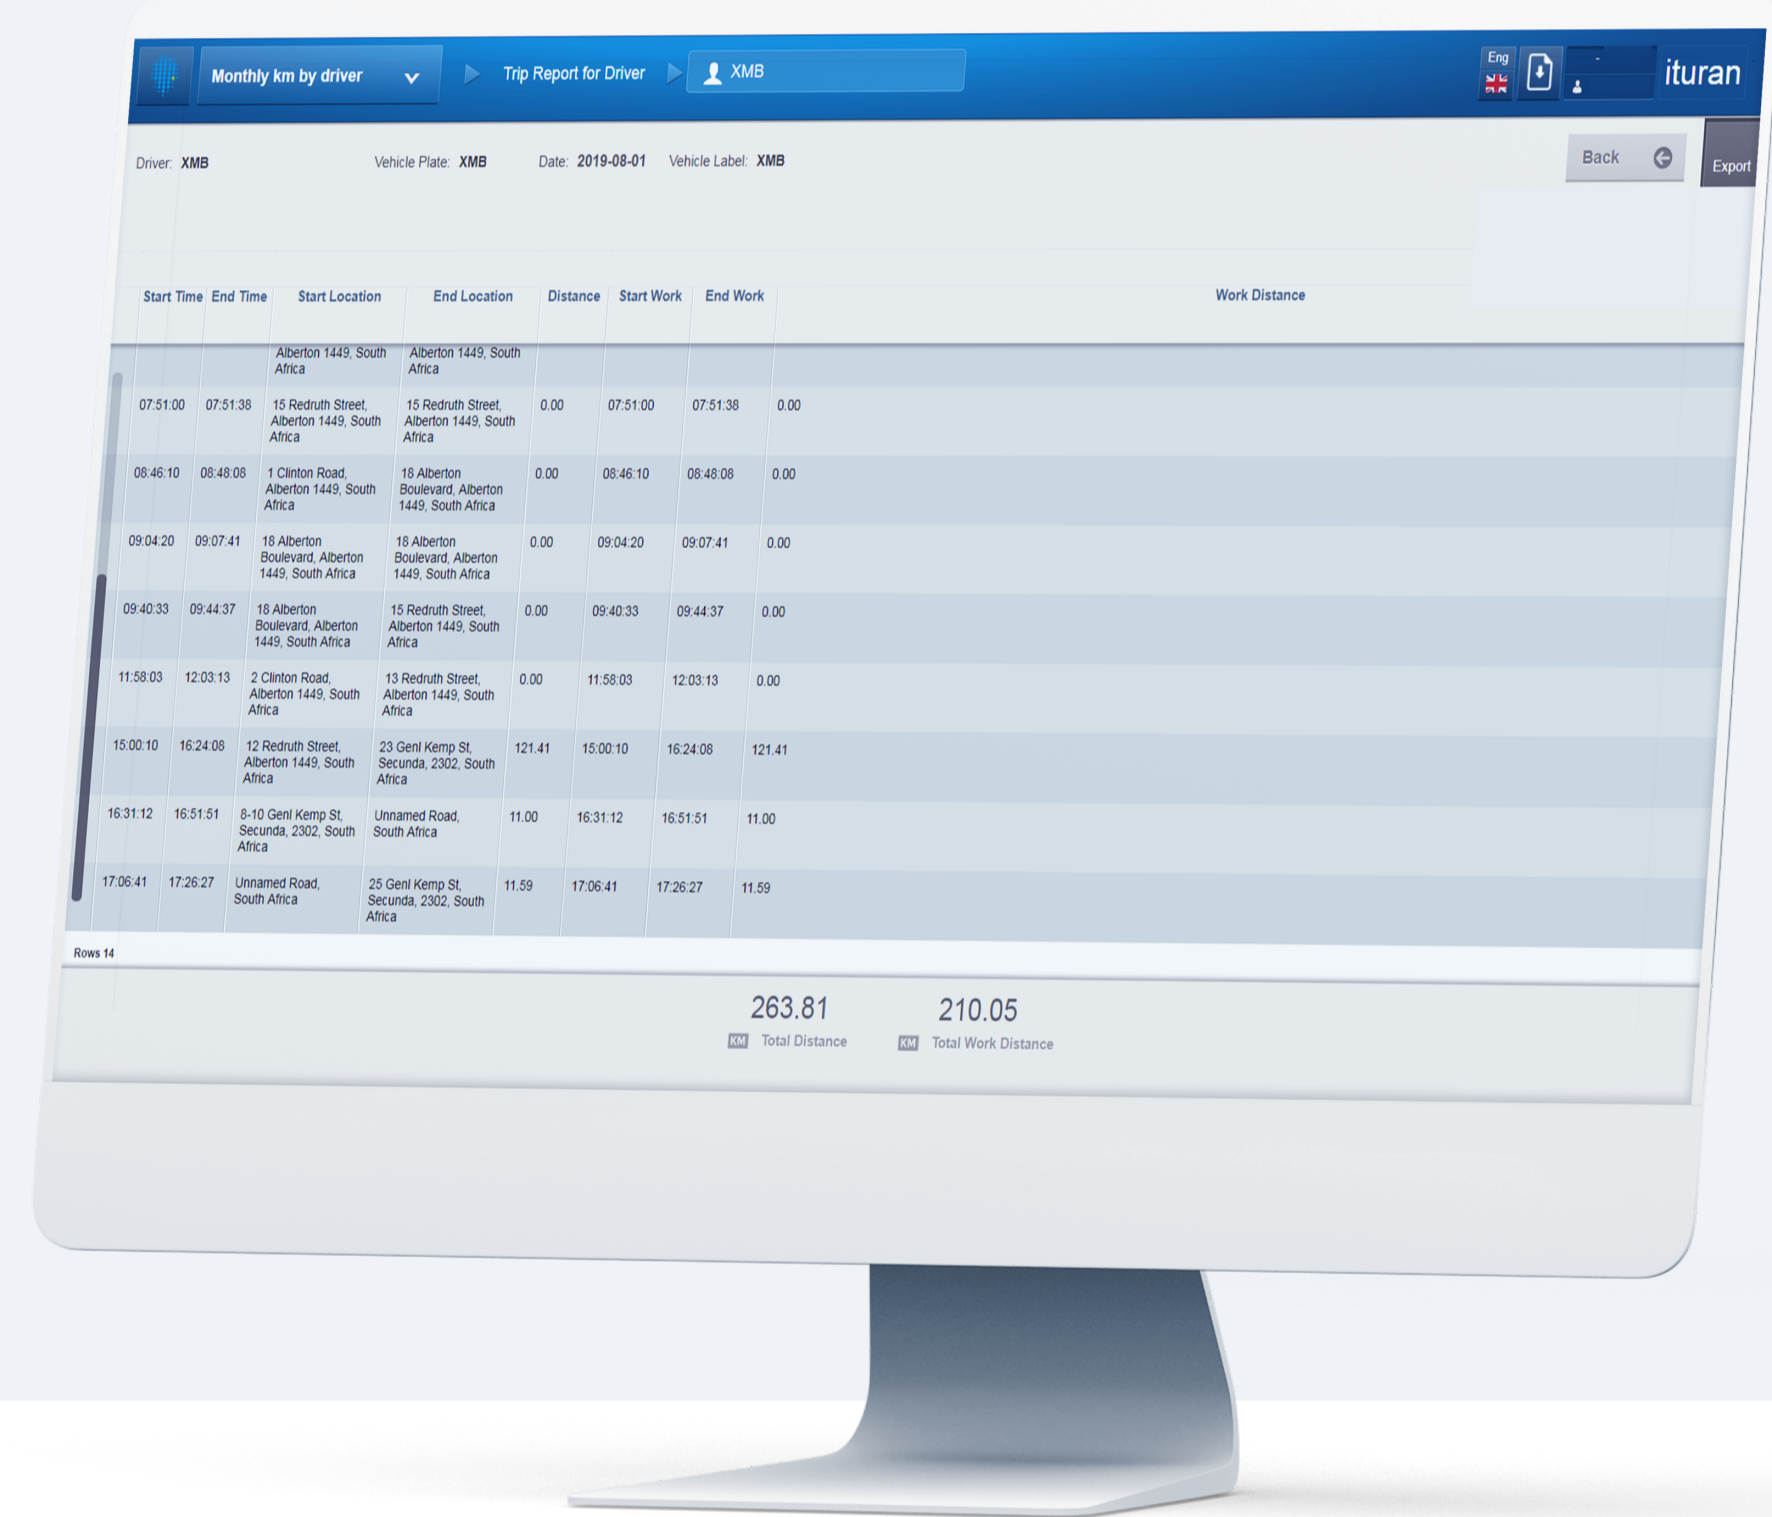 Monthly km by driver
Trip Report for Driver
XMB
Eng
ituran
Driver: XMB
Vehicle Plate: XMB
Date: 2019-08-01
Vehicle Label: XMB
Back
Export
Start Time End Time Start Location End Location Distance Start Work End Work Work Distance
Alberton 1449, South Alberton 1449, South
Africa Africa
07:51:00 07:51:38 15 Redruth Street, 15 Redruth Street, 0.00 07:51:00 07:51:38 0.00
Alberton 1449, South Alberton 1449, South
Africa Africa
08:46:10 08:48:08 1 Clinton Road, 18 Alberton 0.00 08:46:10 08:48:08 0.00
Alberton 1449, South Boulevard, Alberton
Africa 1449, South Africa
09:04:20 09:07:41 18 Alberton 18 Alberton 0.00 09:04:20 09:07:41 0.00
Boulevard, Alberton Boulevard, Alberton
1449, South Africa 1449, South Africa
09:40:33 09:44:37 18 Alberton 15 Redruth Street, 0.00 09:40:33 09:44:37 0.00
Boulevard, Alberton Alberton 1449, South
1449, South Africa Africa
11:58:03 12:03:13 2 Clinton Road, 13 Redruth Street, 0.00 11:58:03 12:03:13 0.00
Alberton 1449, South Alberton 1449, South
Africa Africa
15:00:10 16:24:08 12 Redruth Street, 23 Genl Kemp St, 121.41 15:00:10 16:24:08 121.41
Alberton 1449, South Secunda, 2302, South
Africa Africa
16:31:12 16:51:51 8-10 Genl Kemp St, Unnamed Road, 11.00 16:31:12 16:51:51 11.00
Secunda, 2302, South South Africa
Africa
17:06:41 17:26:27 Unnamed Road, 25 Genl Kemp St, 11.59 17:06:41 17:26:27 11.59
South Africa Secunda, 2302, South
Africa
Rows 14
263.81 210.05
KM Total Distance KM Total Work Distance